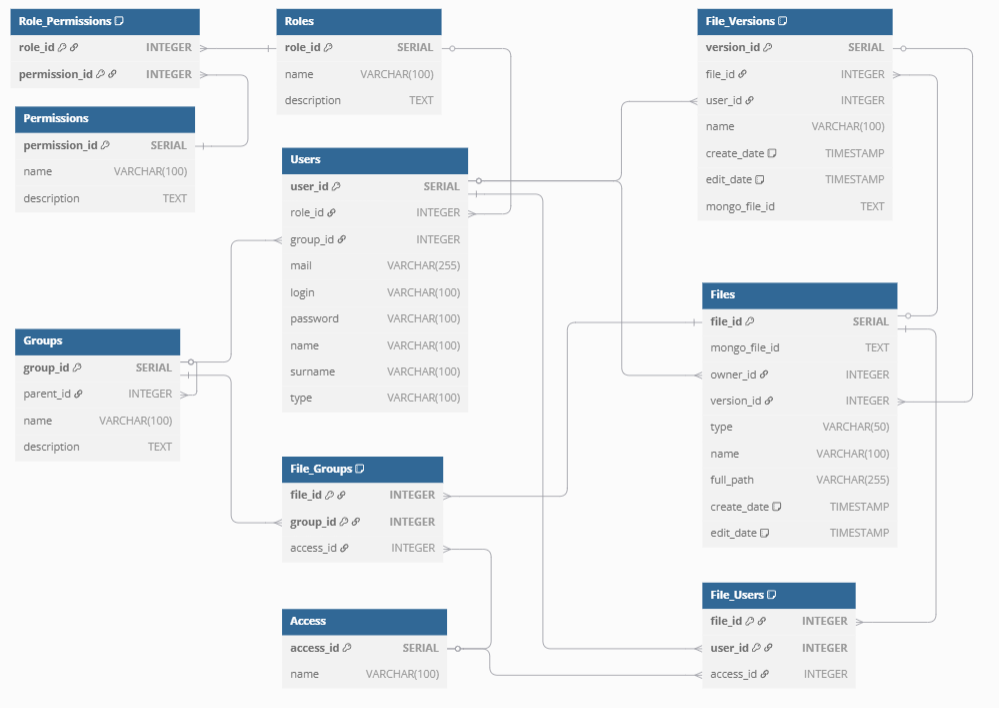 Role_Permissions
role_id INTEGER
permission_id INTEGER
Permissions
permission_id SERIAL
name VARCHAR(100)
description TEXT
Roles
role_id SERIAL
name VARCHAR(100)
description TEXT
Users
user_id SERIAL
role_id INTEGER
group_id INTEGER
mail VARCHAR(255)
login VARCHAR(100)
password VARCHAR(100)
name VARCHAR(100)
surname VARCHAR(100)
type VARCHAR(100)
Groups
group_id SERIAL
parent_id INTEGER
name VARCHAR(100)
description TEXT
File_Groups
file_id INTEGER
group_id INTEGER
access_id INTEGER
Access
access_id SERIAL
name VARCHAR(100)
File_Versions
version_id SERIAL
file_id INTEGER
user_id INTEGER
name VARCHAR(100)
create_date TIMESTAMP
edit_date TIMESTAMP
mongo_file_id TEXT
Files
file_id SERIAL
mongo_file_id TEXT
owner_id INTEGER
version_id INTEGER
type VARCHAR(50)
name VARCHAR(100)
full_path VARCHAR(255)
create_date TIMESTAMP
edit_date TIMESTAMP
File_Users
file_id INTEGER
user_id INTEGER
access_id INTEGER